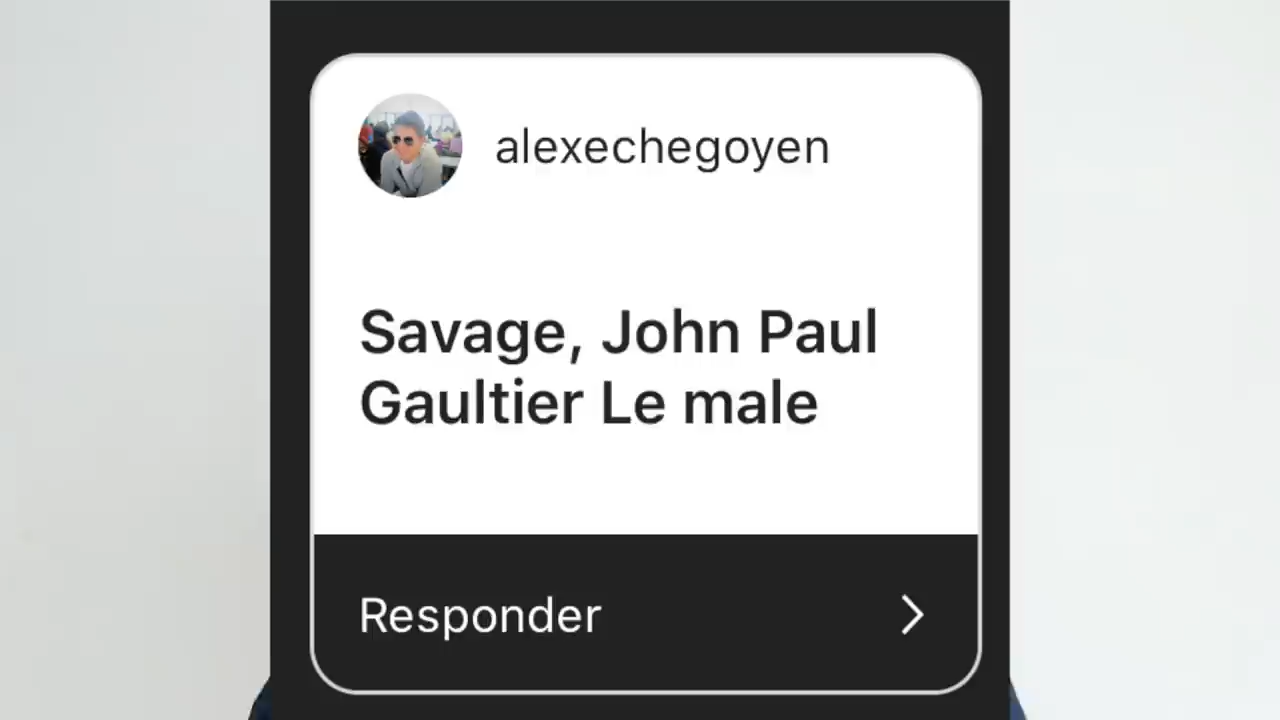 alexechegoyen
Savage, John Paul
Gaultier Le male
Responder